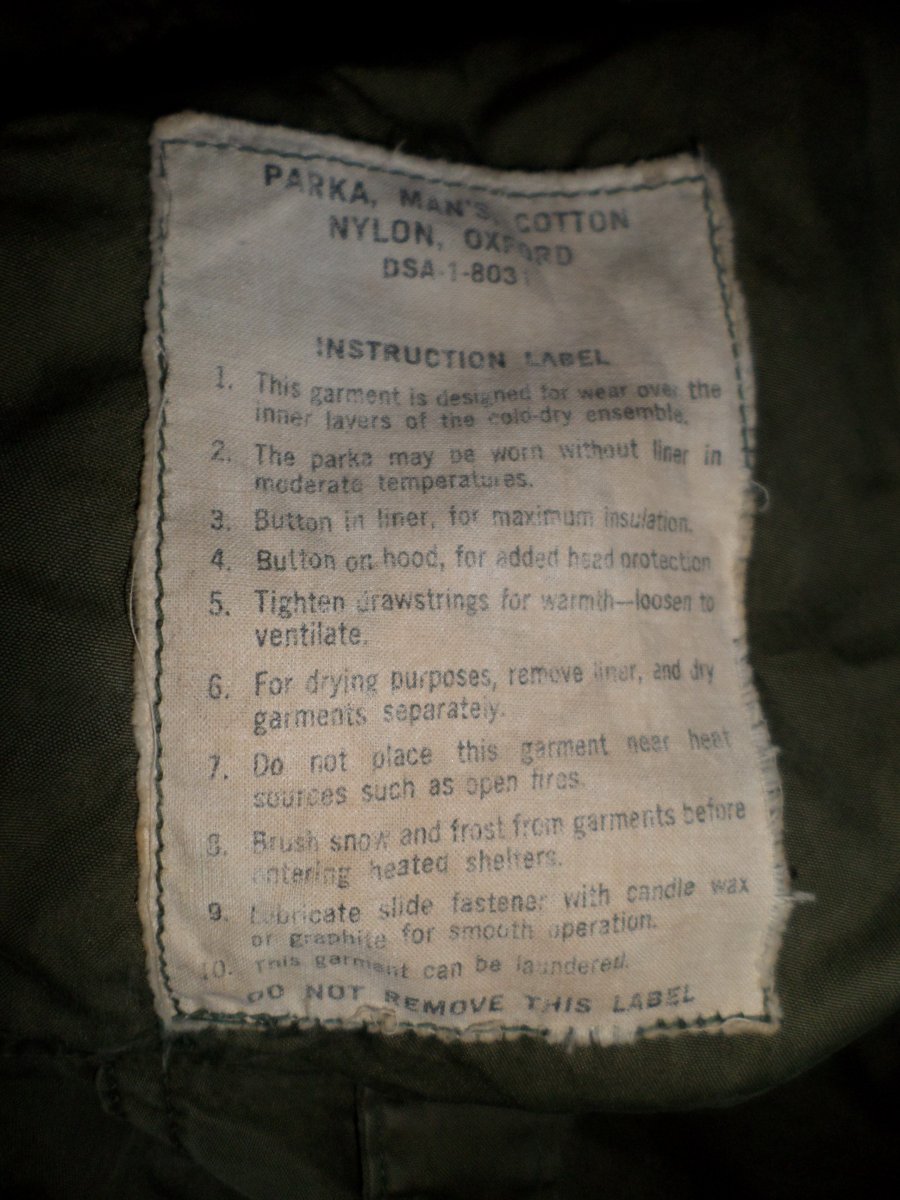 PARKA, MAN'S, COTTON
NYLON, OXFORD
DSA-1-8031
INSTRUCTION LABEL
1. This garment is designed for wear over the
inner layers of the cold-dry ensemble.
2. The parka may be worn without liner in
moderate temperatures.
3. Button in liner, for maximum insulation.
4. Button on hood, for added head protection
5. Tighten drawstrings for warmth—loosen to
ventilate.
6. For drying purposes, remove liner, and dry
garments separately.
7. Do not place this garment near heat
sources such as open fires.
8. Brush snow and frost from garments before
entering heated shelters.
9. Lubricate slide fastener with candle wax
or graphite for smooth operation.
10. This garment can be laundered.
DO NOT REMOVE THIS LABEL